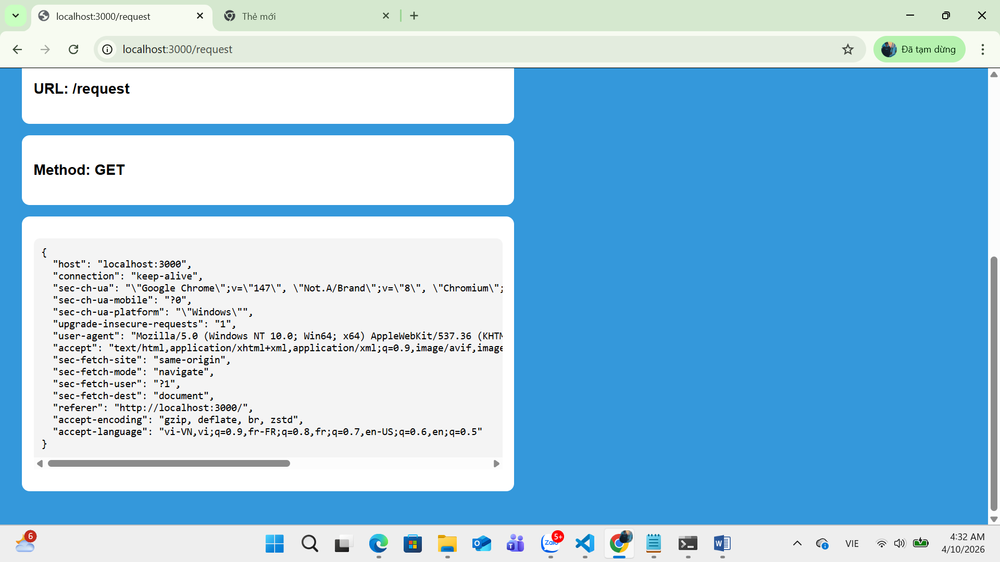 localhost:3000/request
Thẻ mới
localhost:3000/request
Đã tạm dừng
URL: /request
Method: GET
{
"host": "localhost:3000",
"connection": "keep-alive",
"sec-ch-ua": "\"Google Chrome\";v=\"147\", \"Not.A/Brand\";v=\"8\", \"Chromium\";
"sec-ch-ua-mobile": "?0",
"sec-ch-ua-platform": "\"Windows\"",
"upgrade-insecure-requests": "1",
"user-agent": "Mozilla/5.0 (Windows NT 10.0; Win64; x64) AppleWebKit/537.36 (KHTM
"accept": "text/html,application/xhtml+xml,application/xml;q=0.9,image/avif,image
"sec-fetch-site": "same-origin",
"sec-fetch-mode": "navigate",
"sec-fetch-user": "?1",
"sec-fetch-dest": "document",
"referer": "http://localhost:3000/",
"accept-encoding": "gzip, deflate, br, zstd",
"accept-language": "vi-VN,vi;q=0.9,fr-FR;q=0.8,fr;q=0.7,en-US;q=0.6,en;q=0.5"
}
6
5+
Zalo
VIE
4:32 AM
4/10/2026